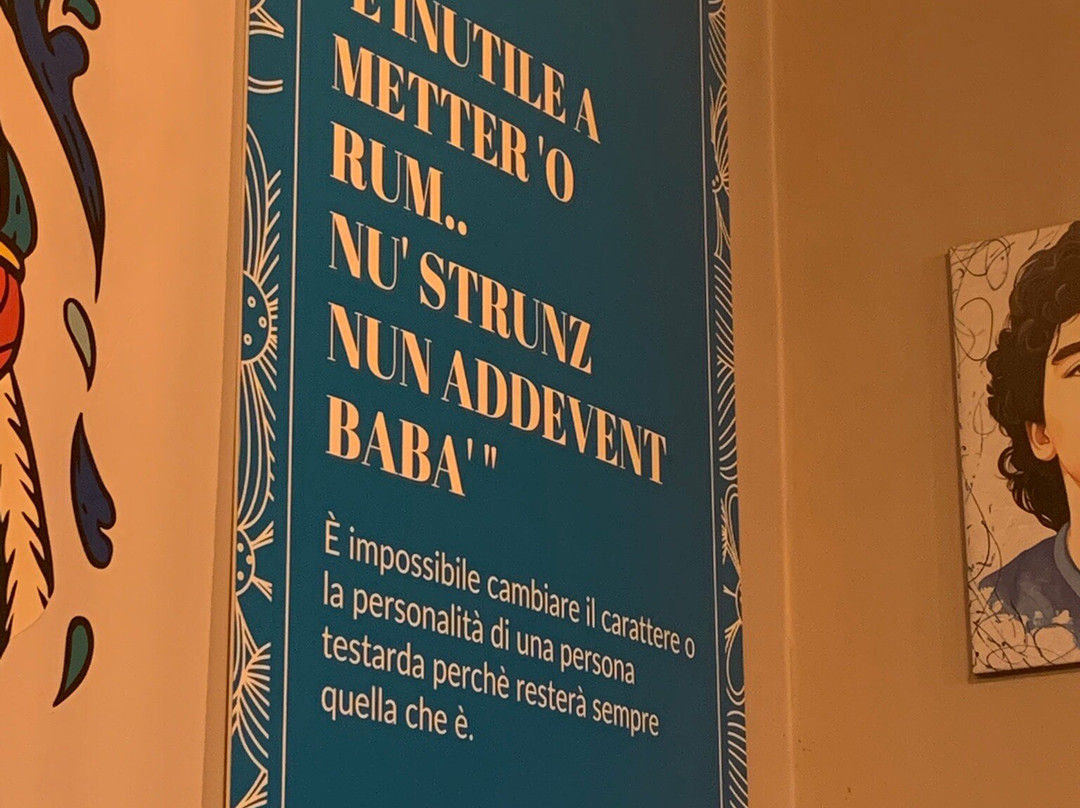 È INUTILE A
METTER 'O
RUM..
NU' STRUNZ
NUN ADDEVENT
BABA' "
È impossibile cambiare il carattere o
la personalità di una persona
testarda perchè resterà sempre
quella che è.